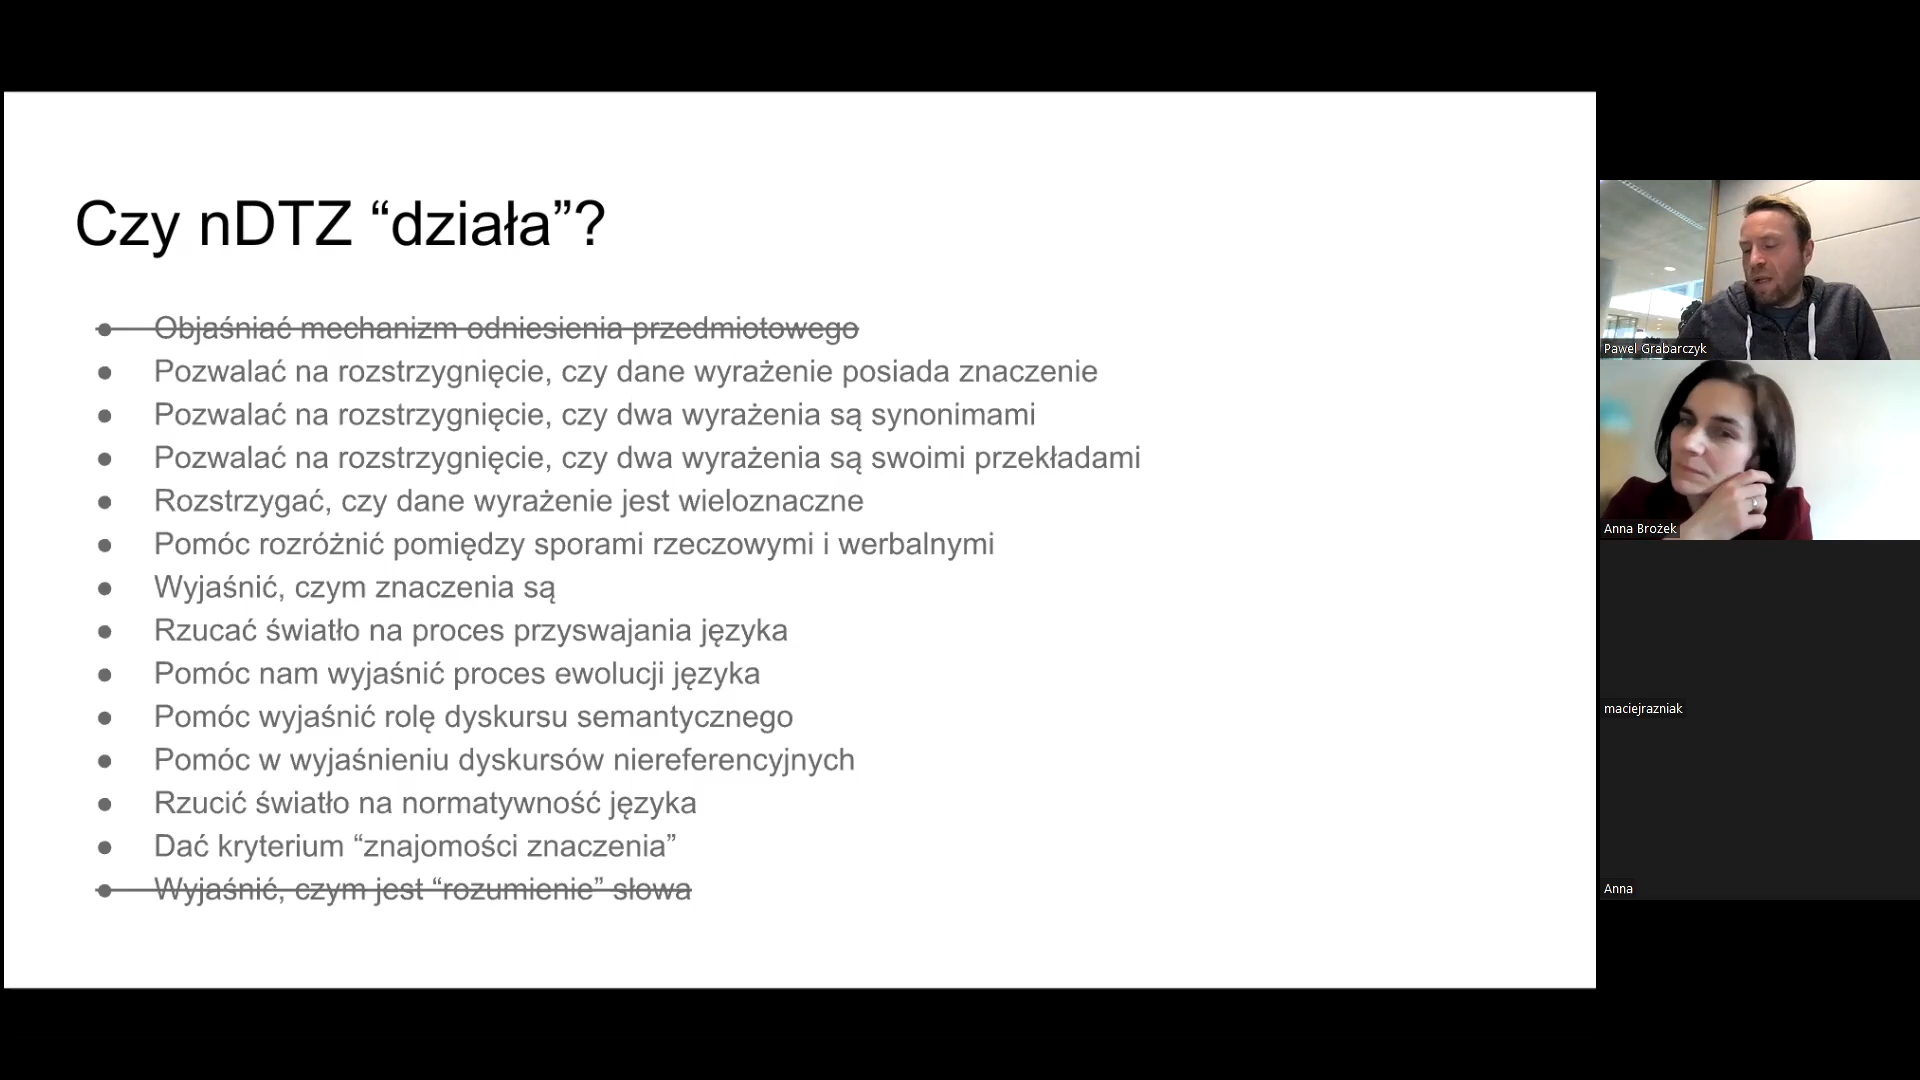 Czy nDTZ “działa”?
● Objaśniać mechanizm odniesienia przedmiotowego
● Pozwalać na rozstrzygnięcie, czy dane wyrażenie posiada znaczenie
● Pozwalać na rozstrzygnięcie, czy dwa wyrażenia są synonimami
● Pozwalać na rozstrzygnięcie, czy dwa wyrażenia są swoimi przekładami
● Rozstrzygać, czy dane wyrażenie jest wieloznaczne
● Pomóc rozróżnić pomiędzy sporami rzeczowymi i werbalnymi
● Wyjaśnić, czym znaczenia są
● Rzucać światło na proces przyswajania języka
● Pomóc nam wyjaśnić proces ewolucji języka
● Pomóc wyjaśnić rolę dyskursu semantycznego
● Pomóc w wyjaśnieniu dyskursów niereferencyjnych
● Rzucić światło na normatywność języka
● Dać kryterium “znajomości znaczenia”
● Wyjaśnić, czym jest “rozumienie” słowa
Pawel Grabarczyk
Anna Brożek
maciejrazniak
Anna